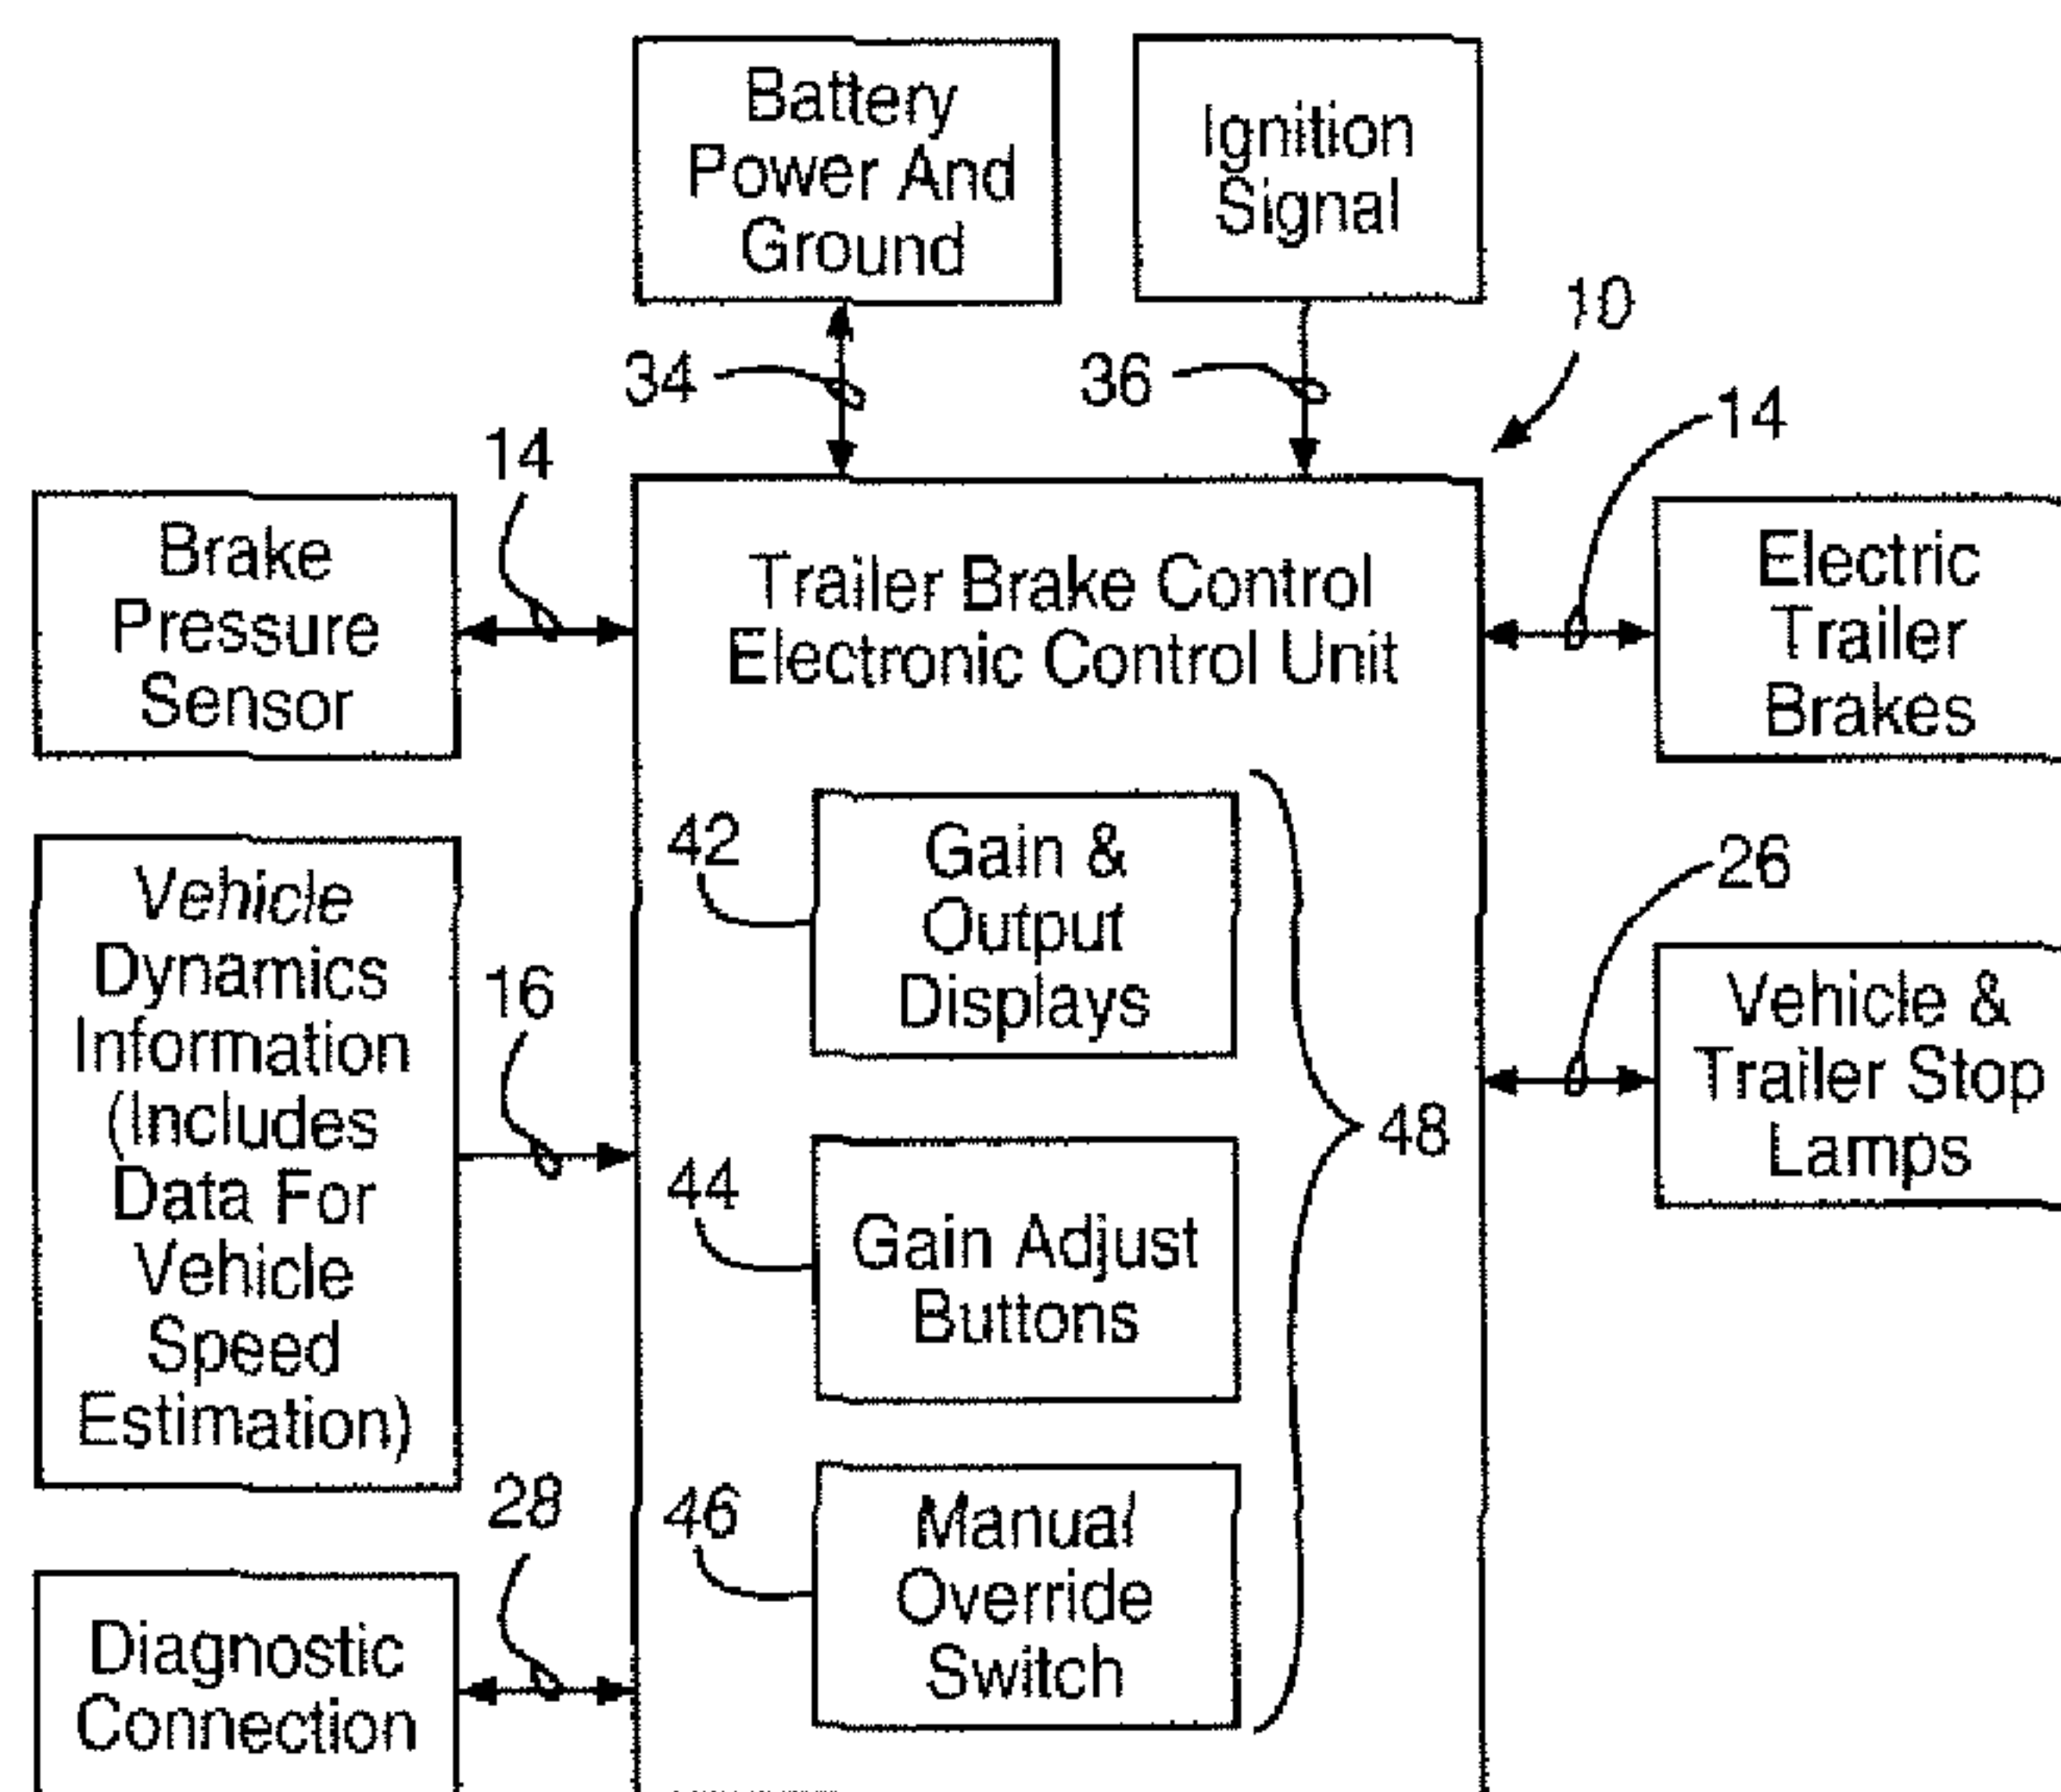 Battery
Power And
Ground
Ignition
Signal
10
34
36
14
14
Brake
Pressure
Sensor
Trailer Brake Control
Electronic Control Unit
Electric
Trailer
Brakes
42
Gain &
Output
Displays
26
Vehicle
Dynamics
Information
(Includes
Data For
Vehicle
Speed
Estimation)
16
Vehicle &
Trailer Stop
Lamps
48
44
Gain Adjust
Buttons
28
46
Manual
Override
Switch
Diagnostic
Connection